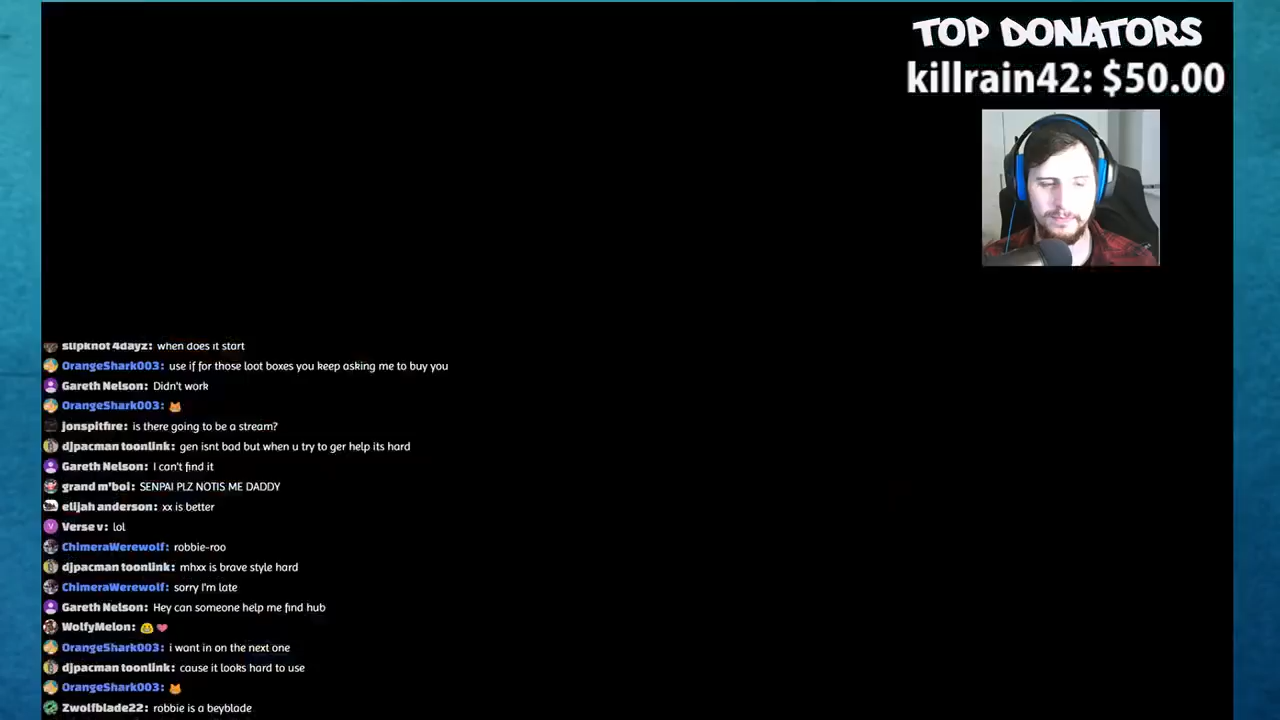 TOP DONATORS
killrain42: $50.00
slipknot 4dayz: when does it start
OrangeShark003: use if for those loot boxes you keep asking me to buy you
Gareth Nelson: Didn't work
OrangeShark003:
jonspitfire: is there going to be a stream?
djpacman toonlink: gen isnt bad but when u try to ger help its hard
Gareth Nelson: I can't find it
grand m'boi: SENPAI PLZ NOTIS ME DADDY
elijah anderson: xx is better
V Verse v: lol
ChimeraWerewolf: robbie-roo
djpacman toonlink: mhxx is brave style hard
ChimeraWerewolf: sorry I'm late
Gareth Nelson: Hey can someone help me find hub
WolfyMelon:
OrangeShark003: i want in on the next one
djpacman toonlink: cause it looks hard to use
OrangeShark003:
Zwolfblade22: robbie is a beyblade